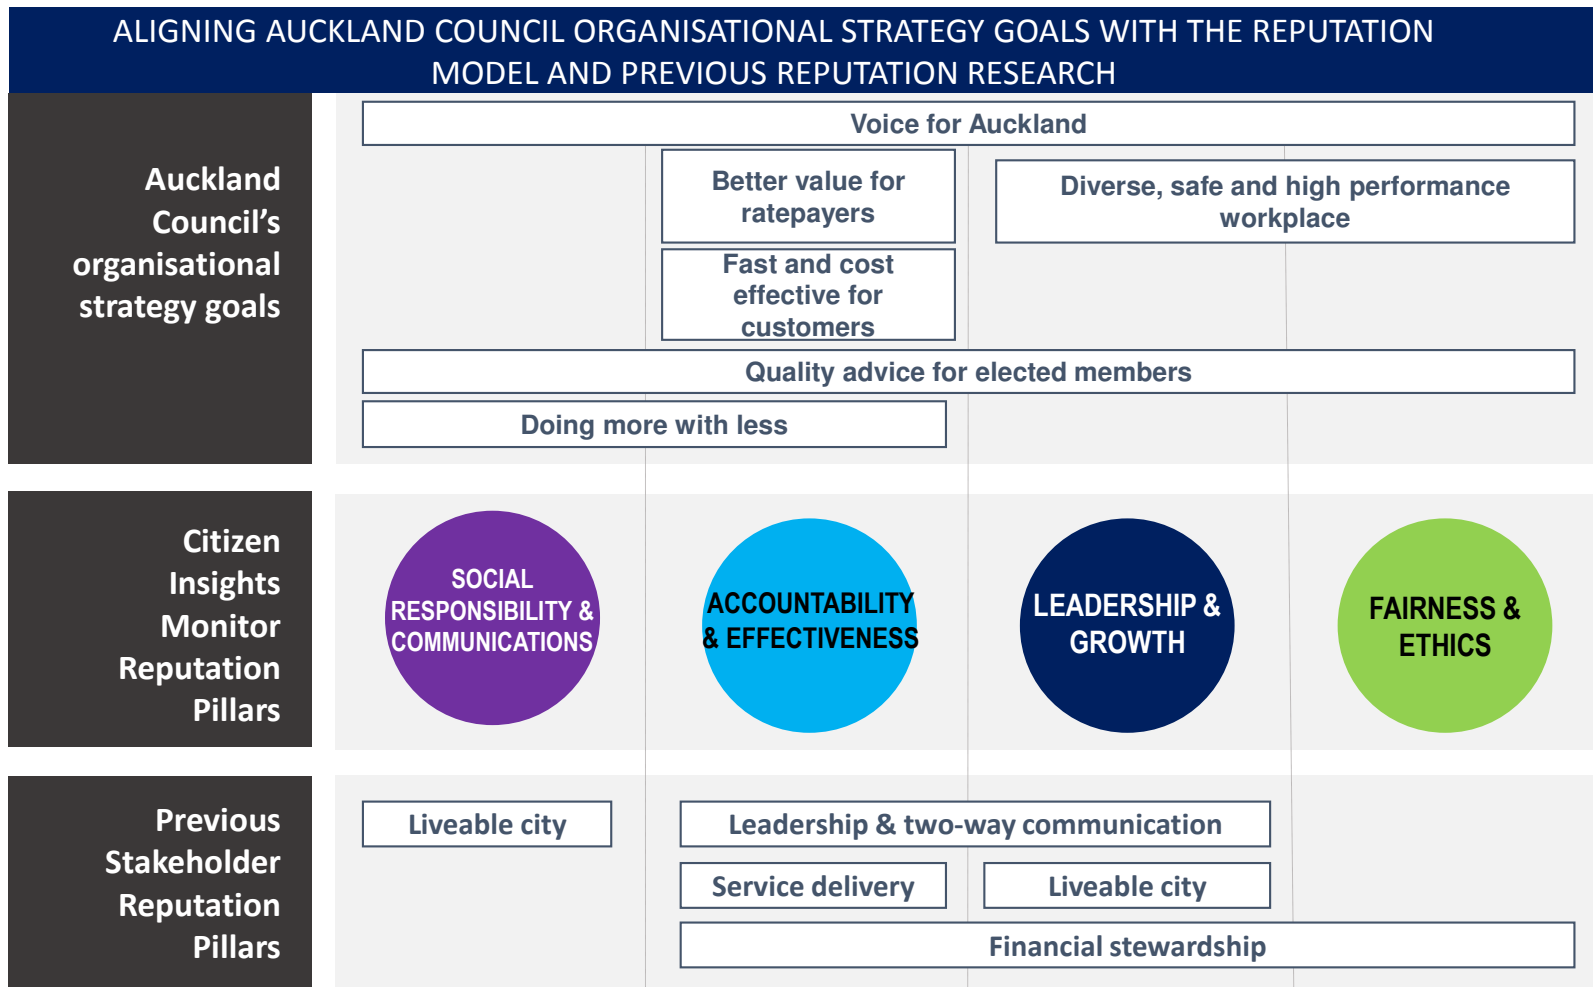 ALIGNING AUCKLAND COUNCIL ORGANISATIONAL STRATEGY GOALS WITH THE REPUTATION
MODEL AND PREVIOUS REPUTATION RESEARCH
Auckland
Council’s
organisational
strategy goals
Voice for Auckland
Better value for
ratepayers
Diverse, safe and high performance
workplace
Fast and cost
effective for
customers
Quality advice for elected members
Doing more with less
Citizen
Insights
Monitor
Reputation
Pillars
SOCIAL
RESPONSIBILITY &
COMMUNICATIONS
ACCOUNTABILITY
& EFFECTIVENESS
LEADERSHIP &
GROWTH
FAIRNESS &
ETHICS
Previous
Stakeholder
Reputation
Pillars
Liveable city
Leadership & two-way communication
Service delivery
Liveable city
Financial stewardship